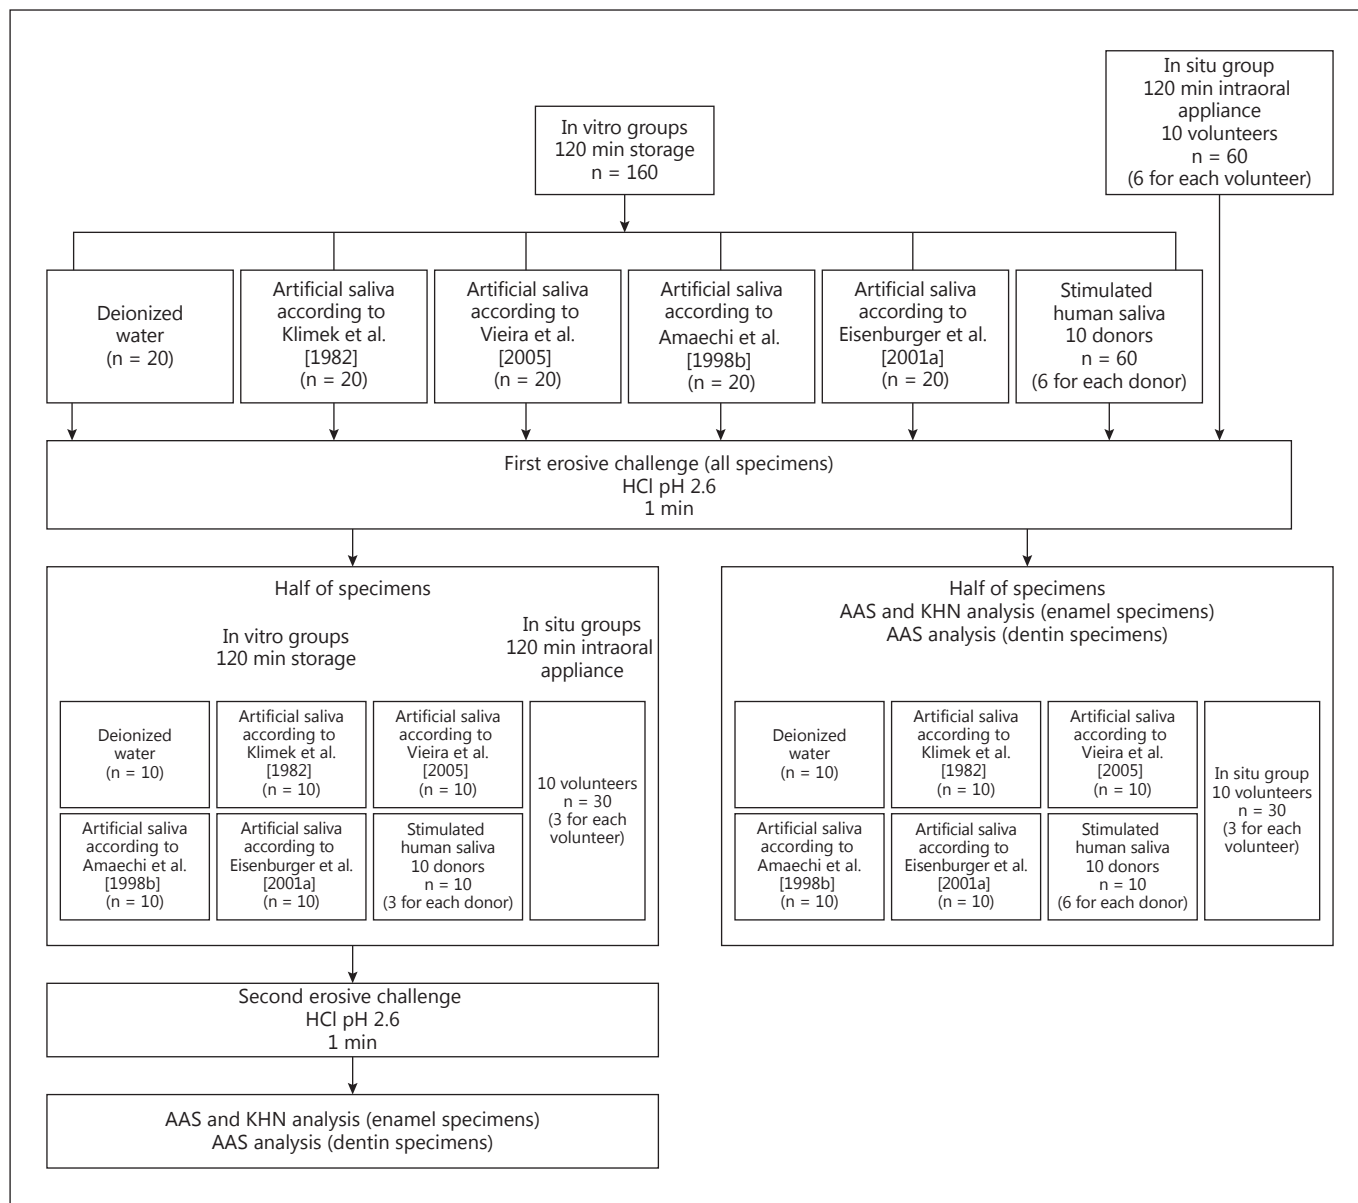 In situ group
120 min intraoral
appliance
10 volunteers
n = 60
(6 for each volunteer)
In vitro groups
120 min storage
n = 160
Deionized
water
(n = 20)
Artificial saliva
according to
Klimek et al.
[1982]
(n = 20)
Artificial saliva
according to
Vieira et al.
[2005]
(n = 20)
Artificial saliva
according to
Amaechi et al.
[1998b]
(n = 20)
Artificial saliva
according to
Eisenburger et al.
[2001a]
(n = 20)
Stimulated
human saliva
10 donors
n = 60
(6 for each donor)
First erosive challenge (all specimens)
HCl pH 2.6
1 min
Half of specimens
In vitro groups
120 min storage
In situ groups
120 min intraoral
appliance
Deionized
water
(n = 10)
Artificial saliva
according to
Klimek et al.
[1982]
(n = 10)
Artificial saliva
according to
Vieira et al.
[2005]
(n = 10)
10 volunteers
n = 30
(3 for each
volunteer)
Artificial saliva
according to
Amaechi et al.
[1998b]
(n = 10)
Artificial saliva
according to
Eisenburger et al.
[2001a]
(n = 10)
Stimulated
human saliva
10 donors
n = 10
(3 for each donor)
Half of specimens
AAS and KHN analysis (enamel specimens)
AAS analysis (dentin specimens)
Deionized
water
(n = 10)
Artificial saliva
according to
Klimek et al.
[1982]
(n = 10)
Artificial saliva
according to
Vieira et al.
[2005]
(n = 10)
In situ group
10 volunteers
n = 30
(3 for each
volunteer)
Artificial saliva
according to
Amaechi et al.
[1998b]
(n = 10)
Artificial saliva
according to
Eisenburger et al.
[2001a]
(n = 10)
Stimulated
human saliva
10 donors
n = 10
(6 for each donor)
Second erosive challenge
HCl pH 2.6
1 min
AAS and KHN analysis (enamel specimens)
AAS analysis (dentin specimens)